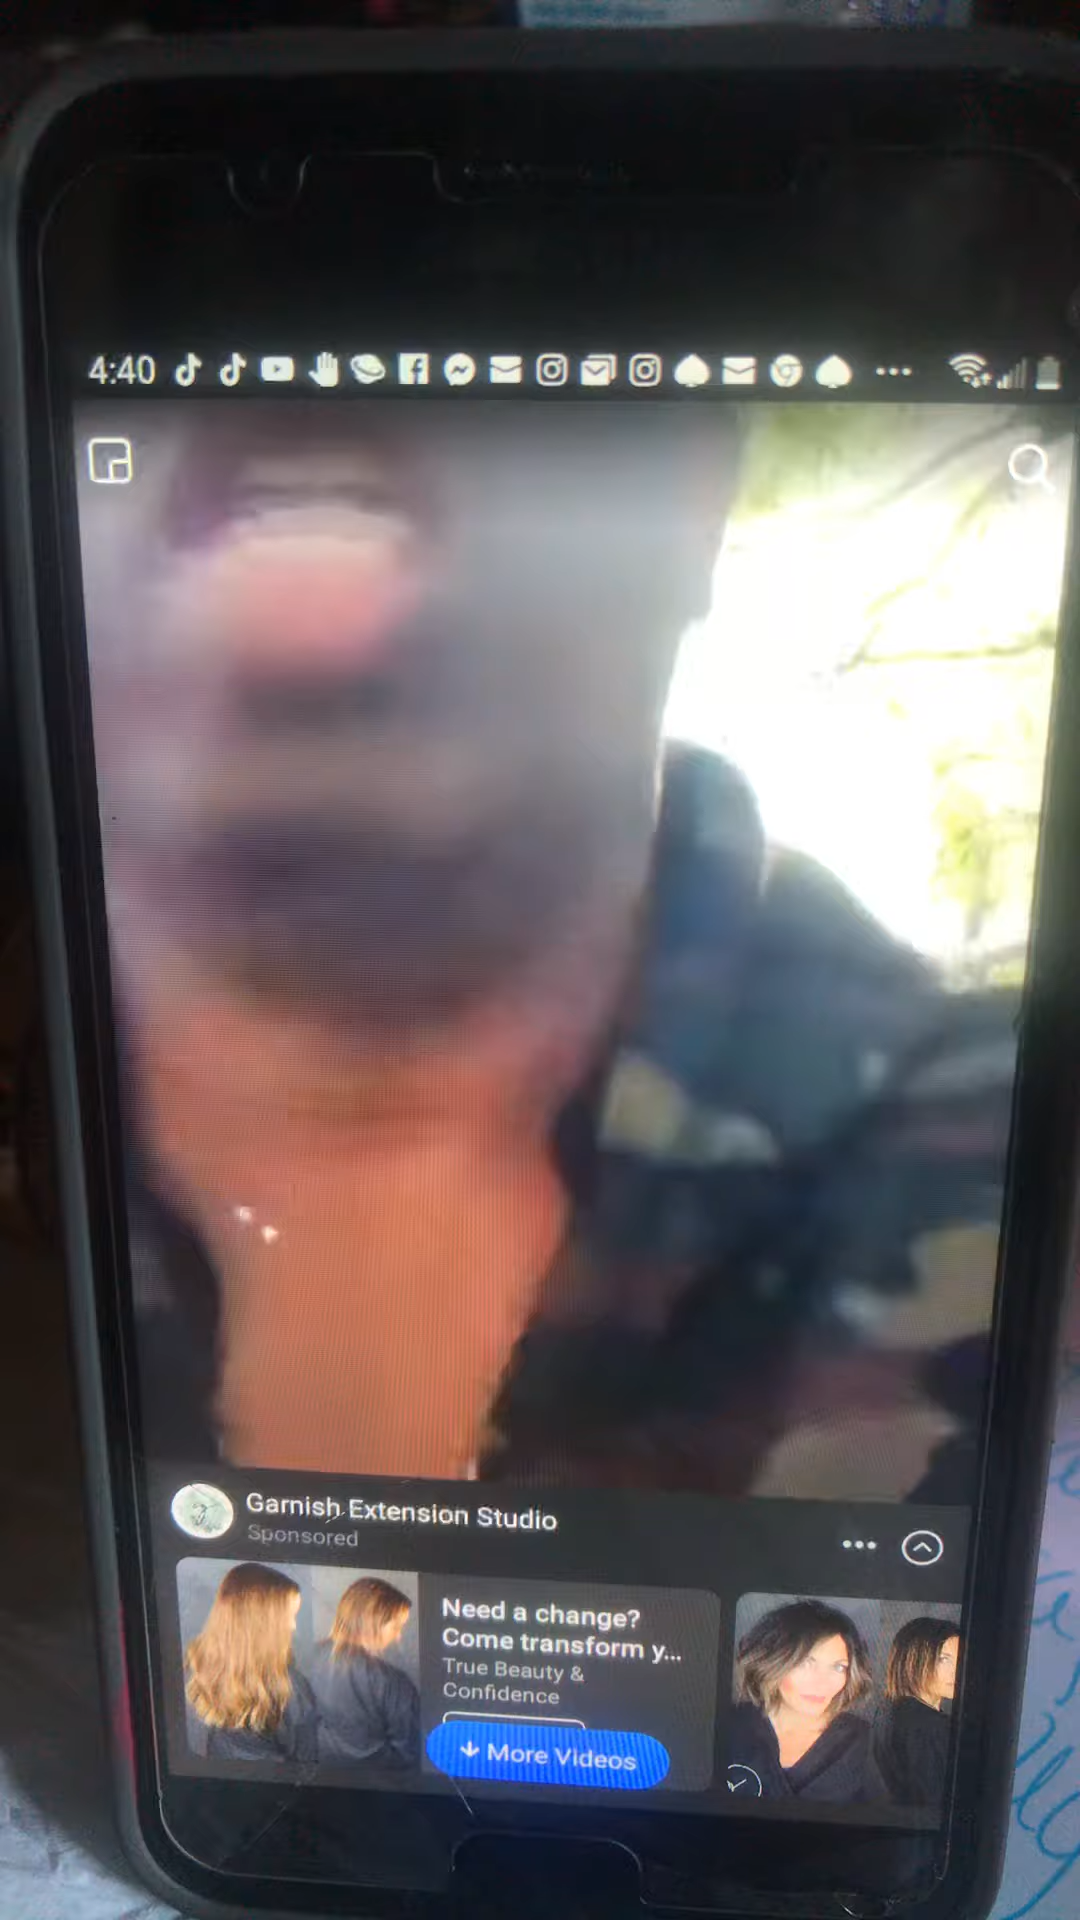 4:40
Garnish Extension Studio
Sponsored
Need a change?
Come transform y...
True Beauty &
Confidence
More Videos